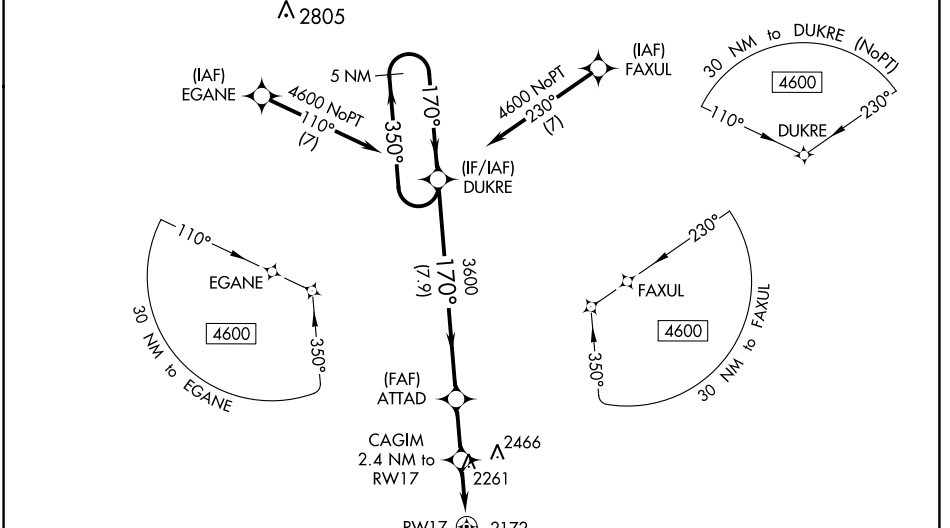 2805
(IAF)
EGANE
4600 NoPT
110°
(7)
5 NM
350°
170°
(IF/IAF)
DUKRE
(IAF)
FAXUL
4600 NoPT
230°
(7)
30 NM to DUKRE (NoPT)
4600
110°
230°
DUKRE
110°
EGANE
4600
350°
30 NM to EGANE
3600
170°
(7.9)
230°
FAXUL
4600
350°
30 NM to FAXUL
(FAF)
ATTAD
CAGIM
2.4 NM to
RW17
2466
2261
RW17
2172